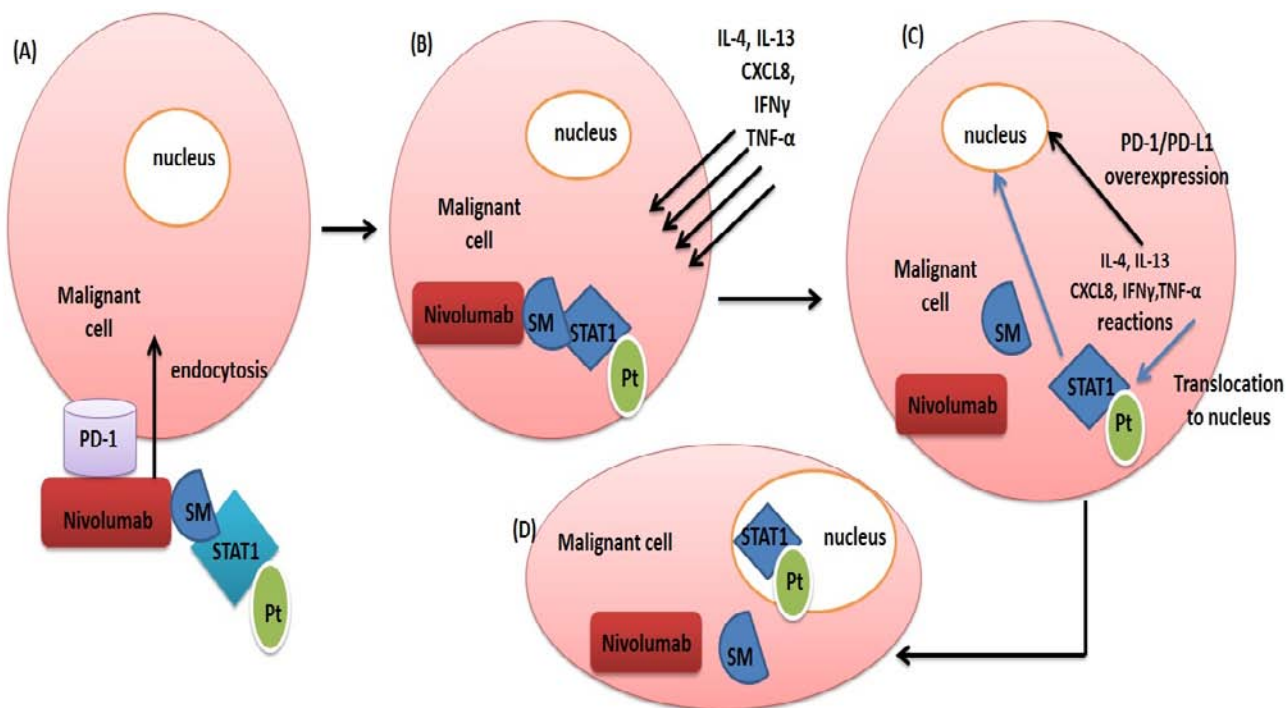 (A)
nucleus
Malignant
cell
endocytosis
PD-1
Nivolumab
SM
STAT1
Pt
(B)
IL-4, IL-13
CXCL8,
IFNγ
TNF-α
nucleus
Malignant
cell
Nivolumab
SM
STAT1
Pt
(C)
nucleus
PD-1/PD-L1
overexpression
Malignant
cell
IL-4, IL-13
CXCL8, IFNγ,TNF-α
reactions
SM
STAT1
Nivolumab
Pt
Translocation
to nucleus
(D)
Malignant cell
STAT1
nucleus
Pt
Nivolumab
SM